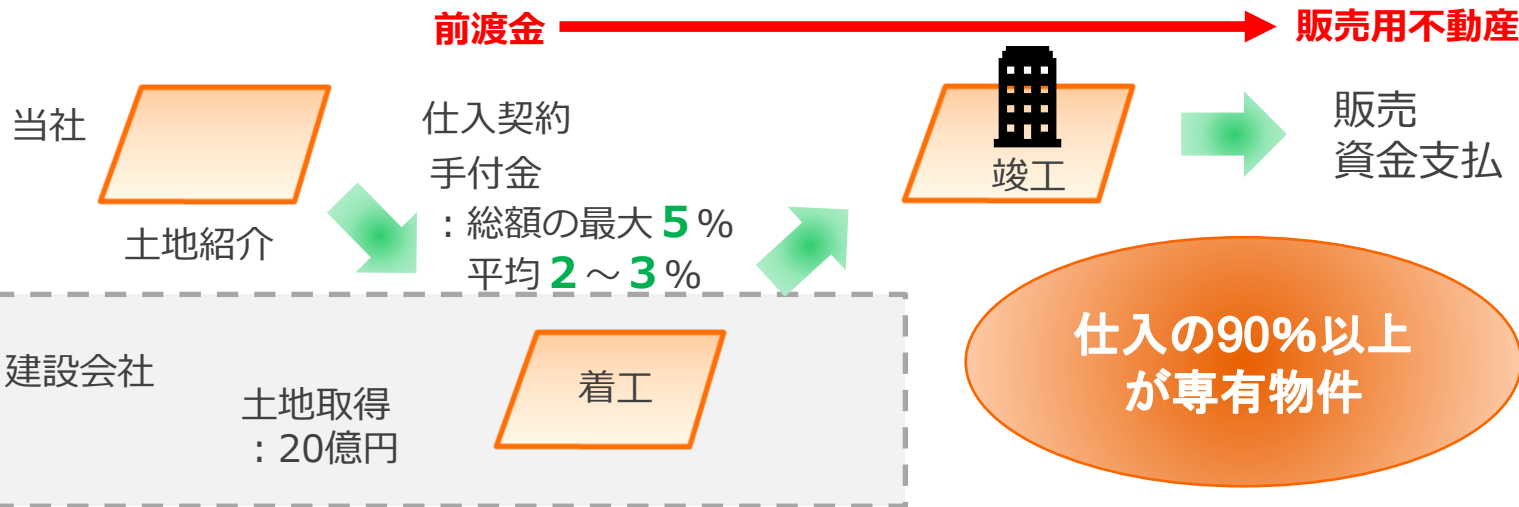 前渡金
販売用不動産
当社
土地紹介
仕入契約
手付金
：総額の最大5％
平均2～3％
竣工
販売
資金支払
建設会社
土地取得
：20億円
着工
仕入の90％以上
が専有物件